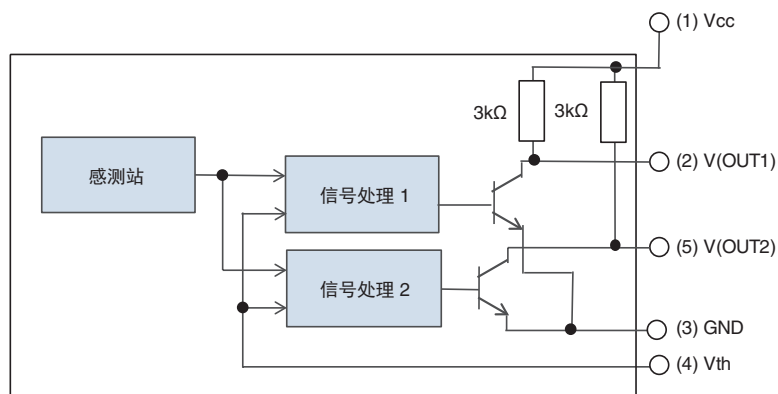 (1) Vcc
3kΩ
3kΩ
(2) V(OUT1)
感测站
信号处理 1
(5) V(OUT2)
信号处理 2
(3) GND
(4) Vth